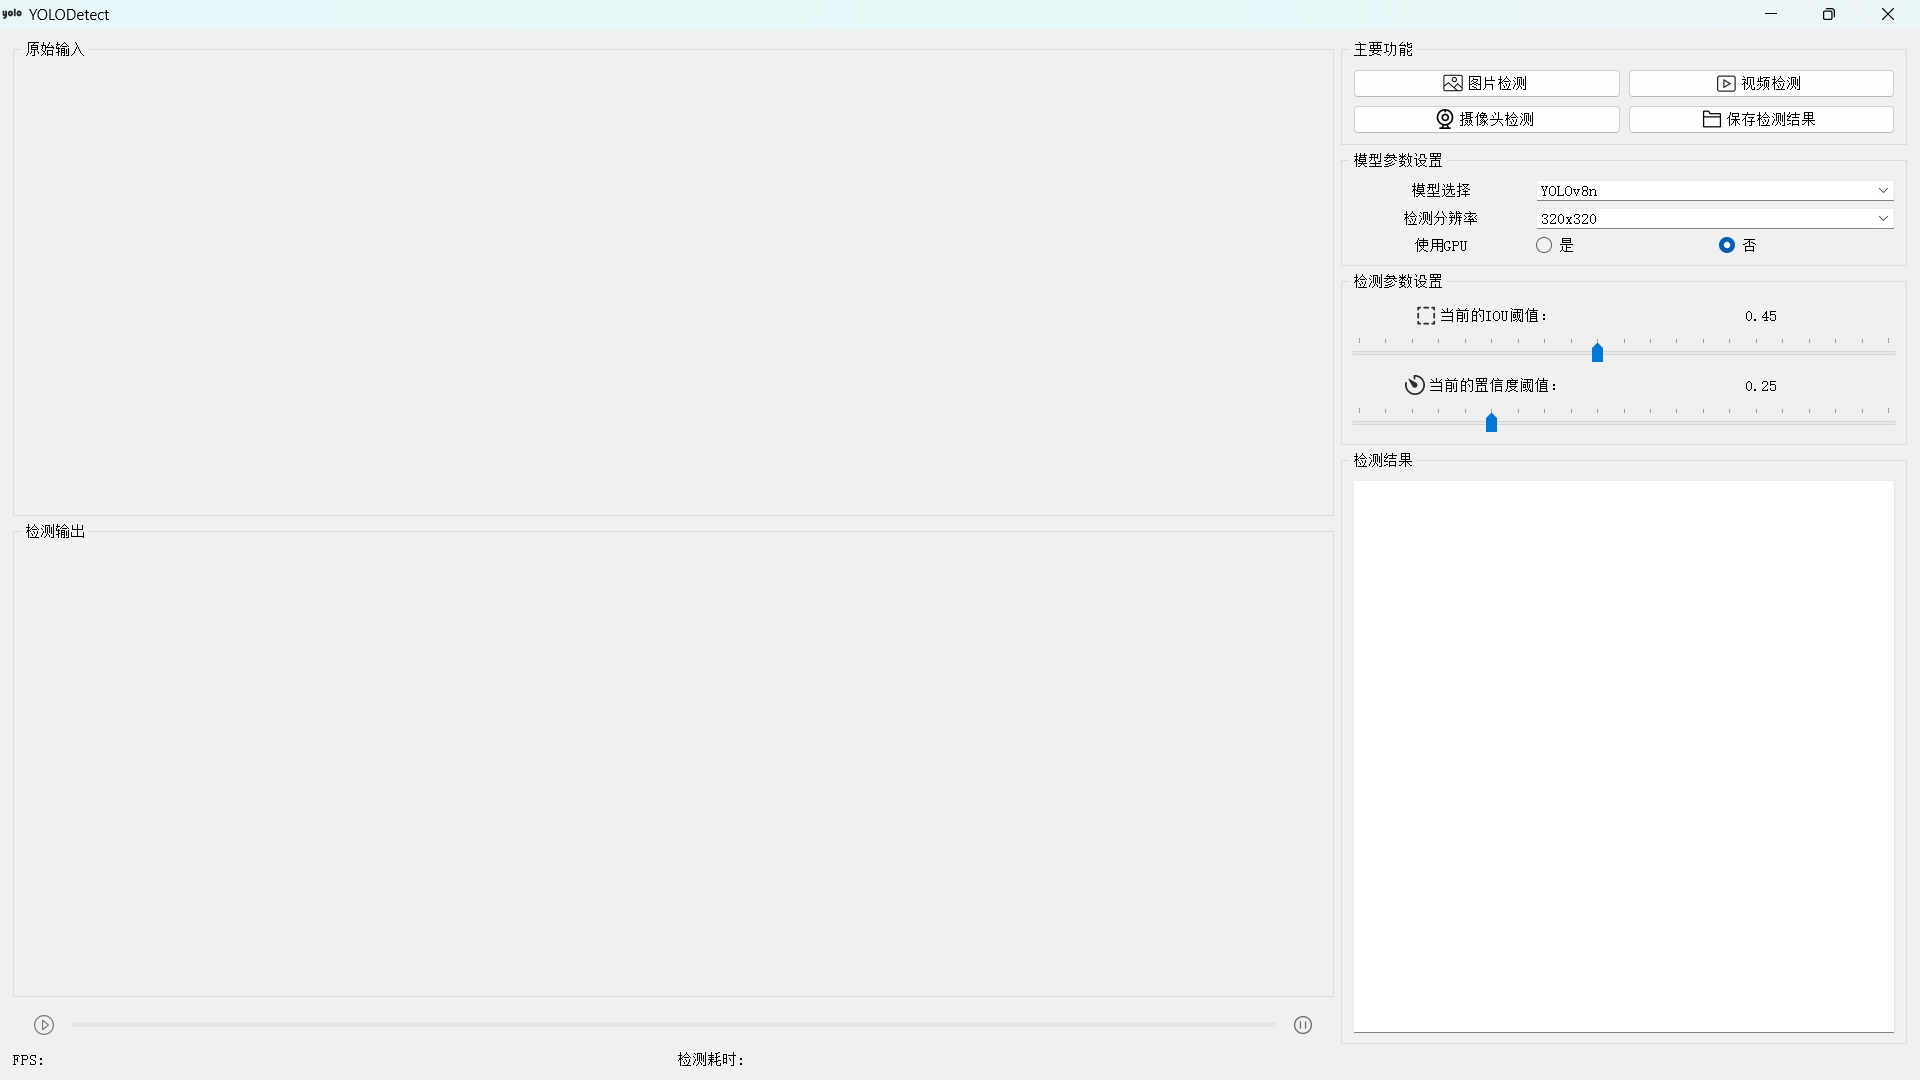 yolo YOLODetect
原始输入
检测输出
FPS:
检测耗时:
主要功能
图片检测
视频检测
摄像头检测
保存检测结果
模型参数设置
模型选择 YOLOv8n
检测分辨率 320x320
使用GPU 是 否
检测参数设置
当前的IOU阈值: 0.45
当前的置信度阈值: 0.25
检测结果